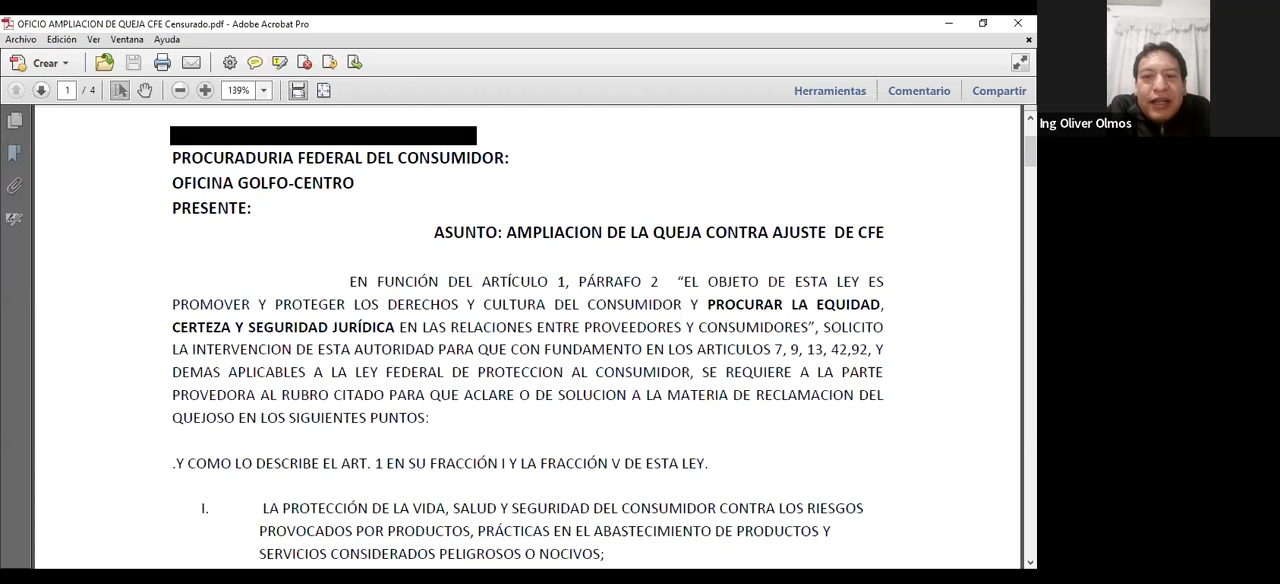 OFICIO AMPLIACION DE QUEJA CFE Censurado.pdf - Adobe Acrobat Pro
Archivo Edición Ver Ventana Ayuda
Crear
1 / 4 139% Herramientas Comentario Compartir
Ing Oliver Olmos
PROCURADURIA FEDERAL DEL CONSUMIDOR:
OFICINA GOLFO-CENTRO
PRESENTE:
ASUNTO: AMPLIACION DE LA QUEJA CONTRA AJUSTE DE CFE
EN FUNCIÓN DEL ARTÍCULO 1, PÁRRAFO 2 “EL OBJETO DE ESTA LEY ES
PROMOVER Y PROTEGER LOS DERECHOS Y CULTURA DEL CONSUMIDOR Y PROCURAR LA EQUIDAD,
CERTEZA Y SEGURIDAD JURÍDICA EN LAS RELACIONES ENTRE PROVEEDORES Y CONSUMIDORES”, SOLICITO
LA INTERVENCION DE ESTA AUTORIDAD PARA QUE CON FUNDAMENTO EN LOS ARTICULOS 7, 9, 13, 42,92, Y
DEMAS APLICABLES A LA LEY FEDERAL DE PROTECCION AL CONSUMIDOR, SE REQUIERE A LA PARTE
PROVEDORA AL RUBRO CITADO PARA QUE ACLARE O DE SOLUCION A LA MATERIA DE RECLAMACION DEL
QUEJOSO EN LOS SIGUIENTES PUNTOS:
.Y COMO LO DESCRIBE EL ART. 1 EN SU FRACCIÓN I Y LA FRACCIÓN V DE ESTA LEY.
I. LA PROTECCIÓN DE LA VIDA, SALUD Y SEGURIDAD DEL CONSUMIDOR CONTRA LOS RIESGOS
PROVOCADOS POR PRODUCTOS, PRÁCTICAS EN EL ABASTECIMIENTO DE PRODUCTOS Y
SERVICIOS CONSIDERADOS PELIGROSOS O NOCIVOS;